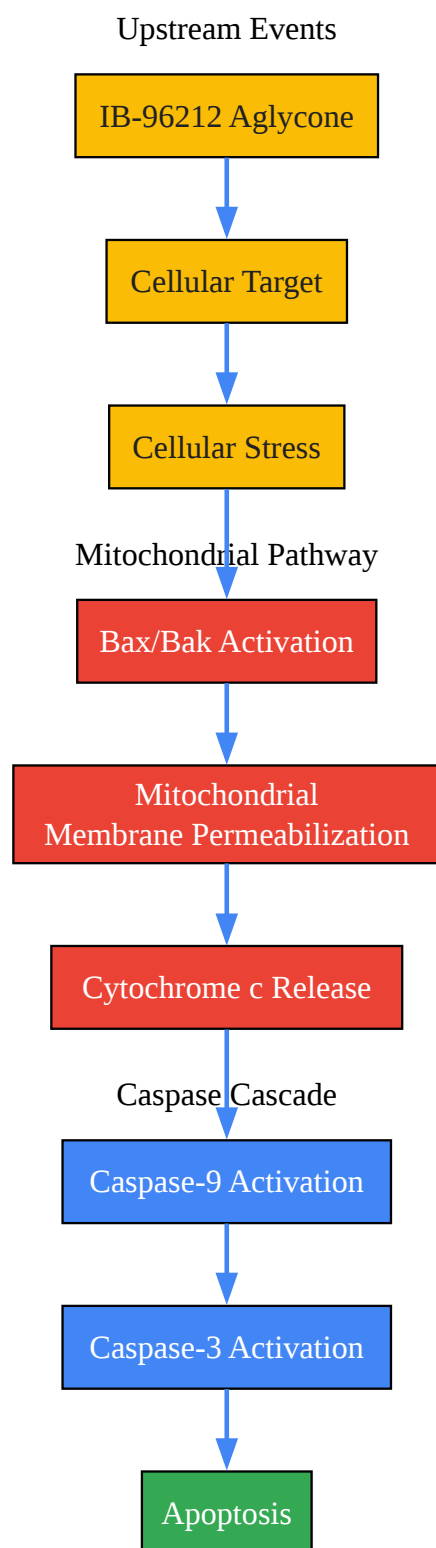 Upstream Events
IB-96212 Aglycone
Cellular Target
Cellular Stress
Mitochondrial Pathway
Bax/Bak Activation
Mitochondrial
Membrane Permeabilization
Cytochrome c Release
Caspase Cascade
Caspase-9 Activation
Caspase-3 Activation
Apoptosis